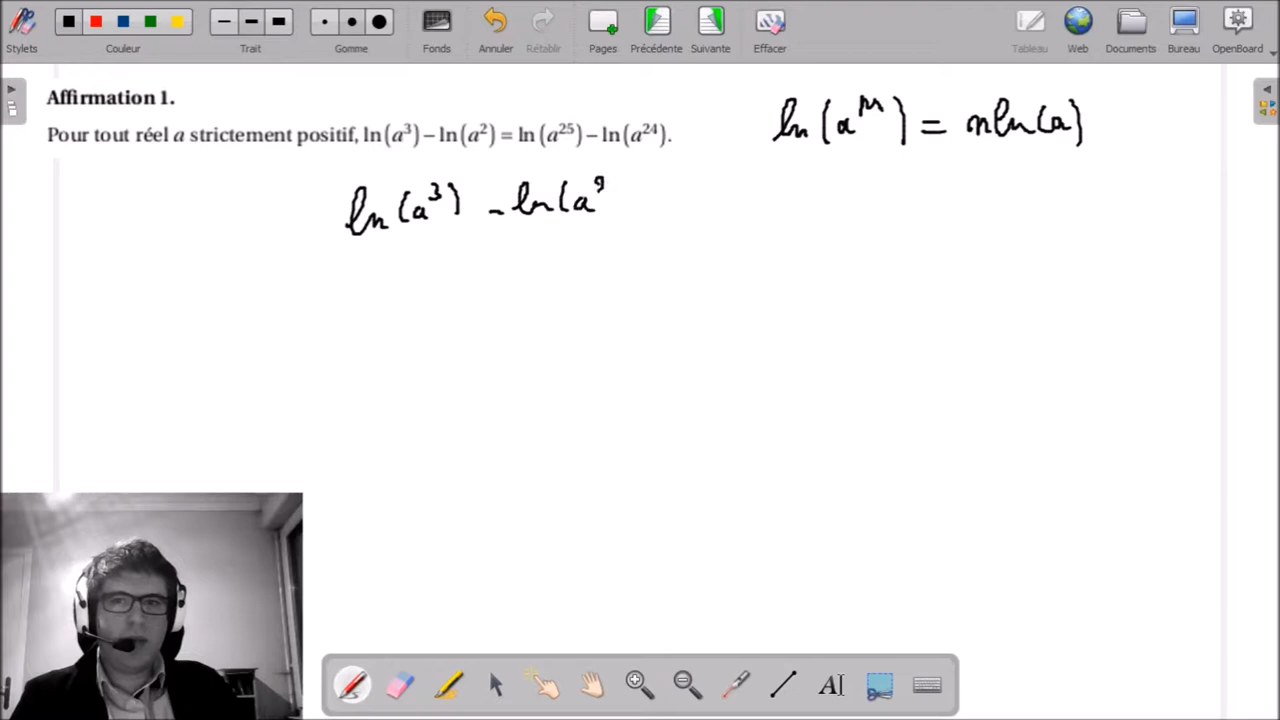 Stylets Couleur Trait Gomme Fonds Annuler Rétablir Pages Précédente Suivante Effacer Tableau Web Documents Bureau OpenBoard
Affirmation 1.
Pour tout réel a strictement positif, ln(a³) – ln(a²) = ln(a²⁵) – ln(a²⁴).
ln(aⁿ) = n ln(a)
ln(a³) - ln(a
AI